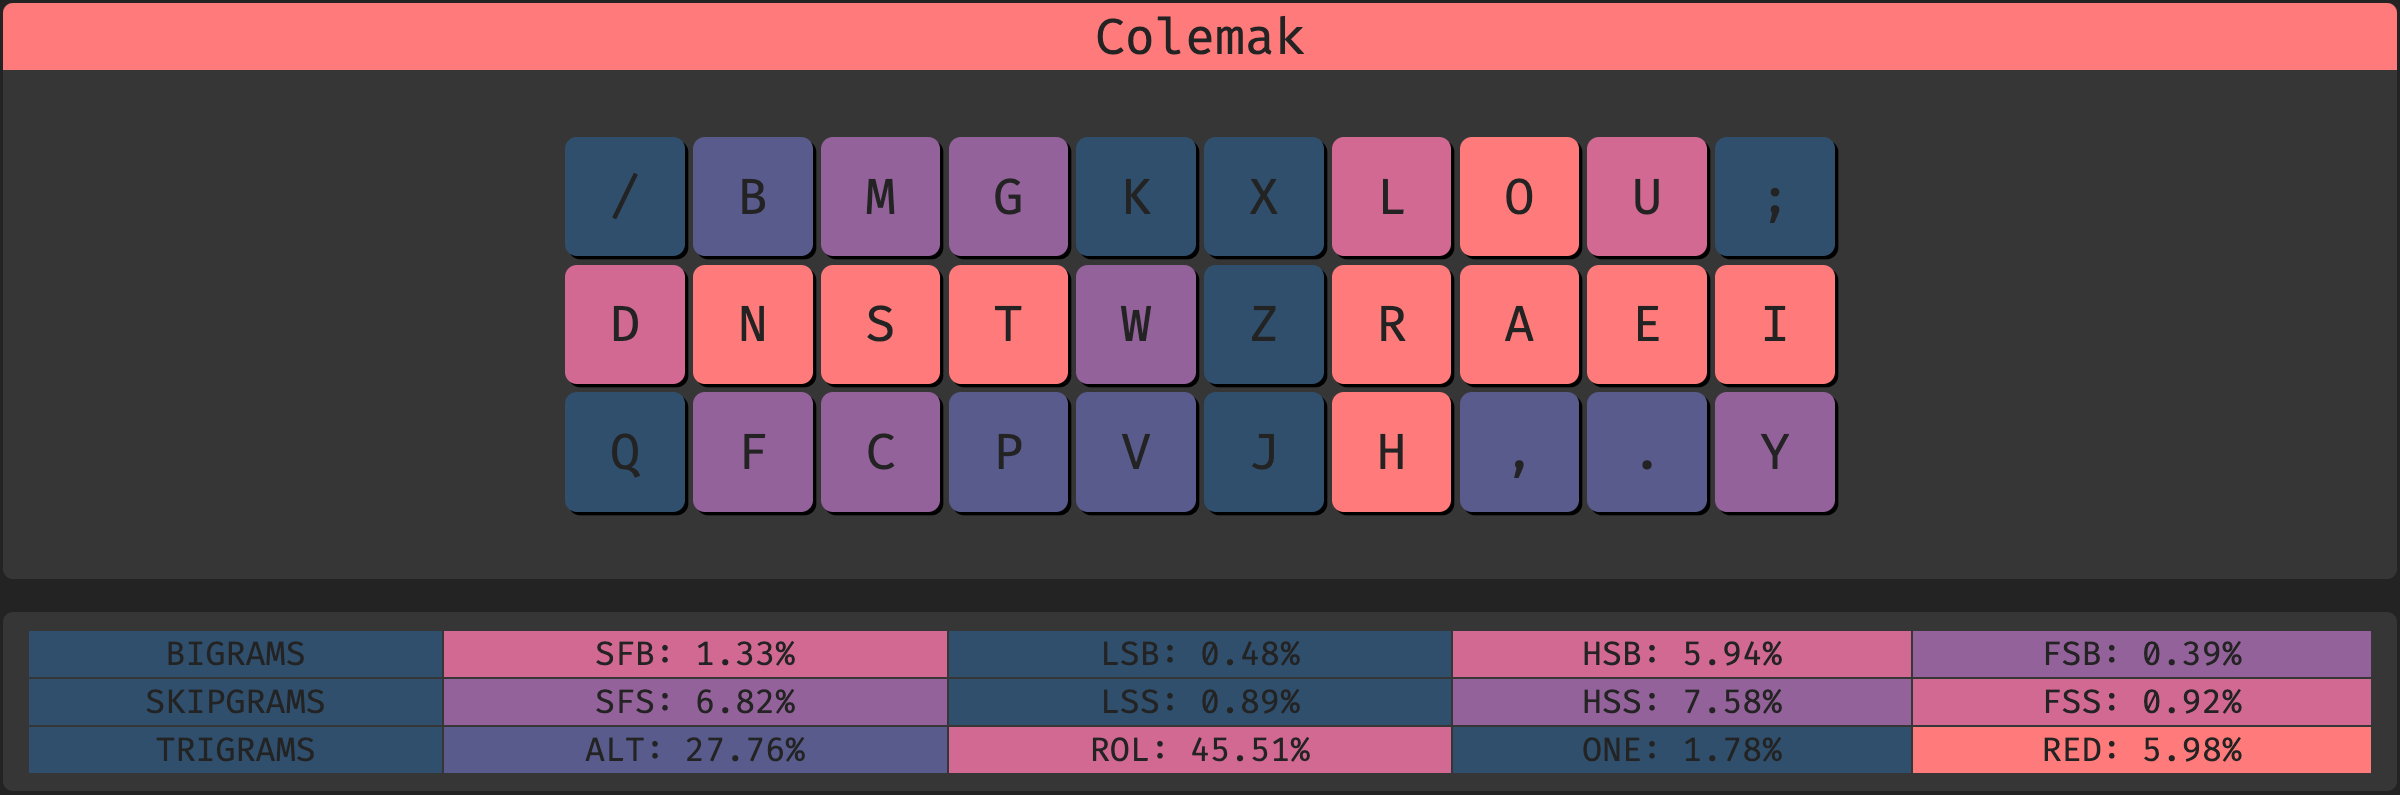 Colemak
/ B M G K X L O U ;
D N S T W Z R A E I
Q F C P V J H , . Y
BIGRAMS SFB: 1.33% LSB: 0.48% HSB: 5.94% FSB: 0.39%
SKIPGRAMS SFS: 6.82% LSS: 0.89% HSS: 7.58% FSS: 0.92%
TRIGRAMS ALT: 27.76% ROL: 45.51% ONE: 1.78% RED: 5.98%